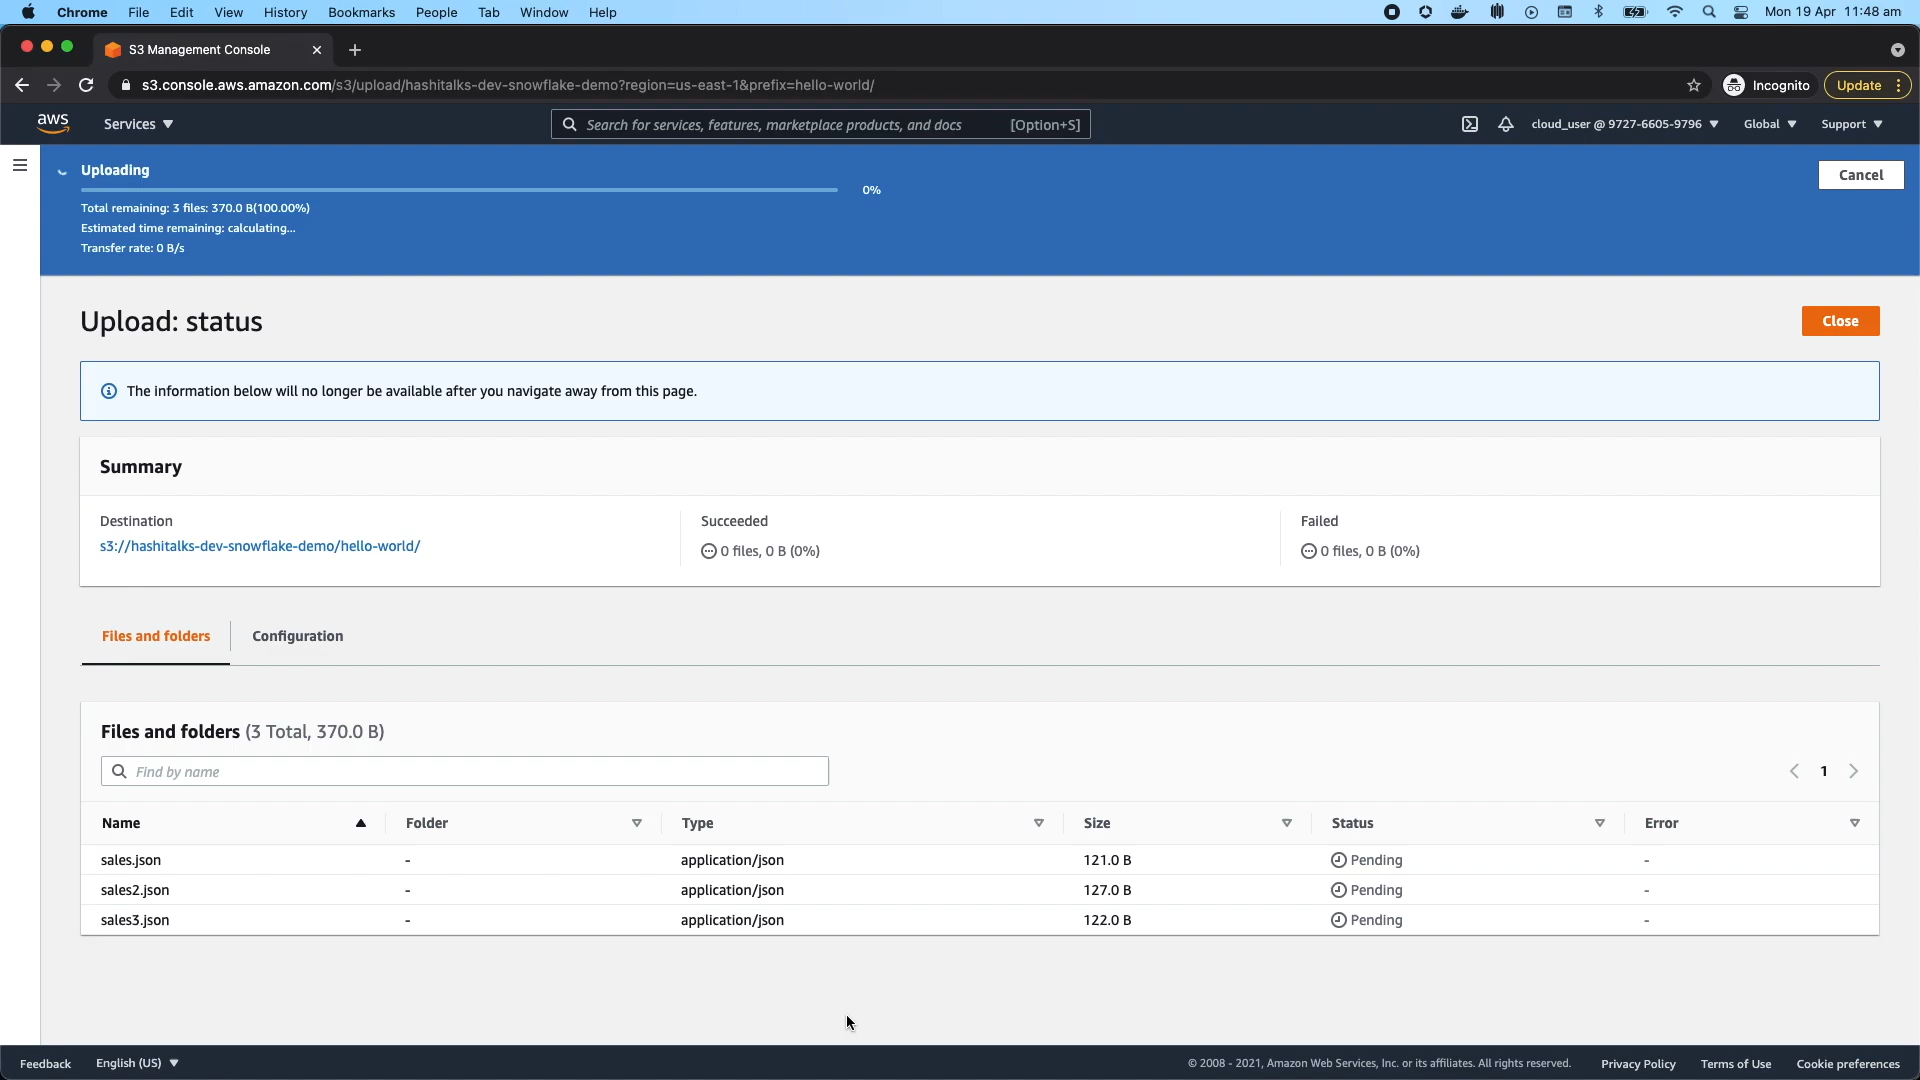 Chrome File Edit View History Bookmarks People Tab Window Help Mon 19 Apr 11:48 am
S3 Management Console
s3.console.aws.amazon.com/s3/upload/hashitalks-dev-snowflake-demo?region=us-east-1&prefix=hello-world/ Incognito Update
aws Services Search for services, features, marketplace products, and docs [Option+S] cloud_user @ 9727-6605-9796 Global Support
Uploading Cancel
0%
Total remaining: 3 files: 370.0 B(100.00%)
Estimated time remaining: calculating...
Transfer rate: 0 B/s
Upload: status Close
The information below will no longer be available after you navigate away from this page.
Summary
Destination Succeeded Failed
s3://hashitalks-dev-snowflake-demo/hello-world/ 0 files, 0 B (0%) 0 files, 0 B (0%)
Files and folders Configuration
Files and folders (3 Total, 370.0 B)
Find by name 1
Name Folder Type Size Status Error
sales.json - application/json 121.0 B Pending -
sales2.json - application/json 127.0 B Pending -
sales3.json - application/json 122.0 B Pending -
Feedback English (US) © 2008 - 2021, Amazon Web Services, Inc. or its affiliates. All rights reserved. Privacy Policy Terms of Use Cookie preferences